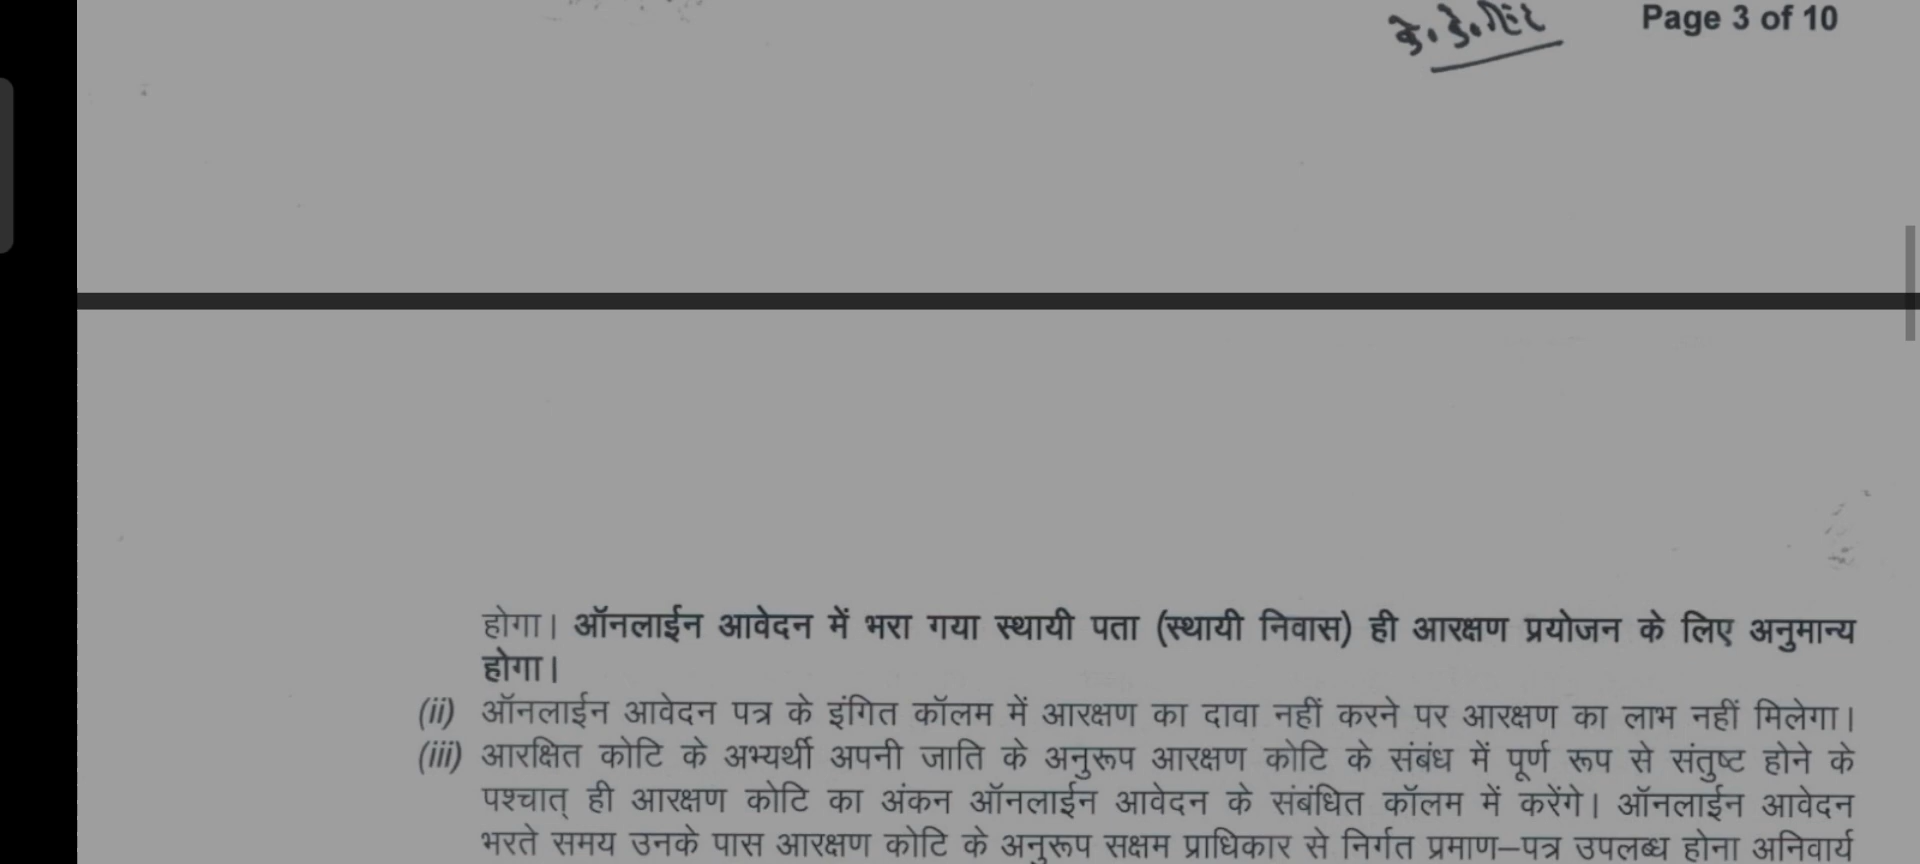 Page 3 of 10
होगा। ऑनलाईन आवेदन में भरा गया स्थायी पता (स्थायी निवास) ही आरक्षण प्रयोजन के लिए अनुमान्य
होगा।
(ii) ऑनलाईन आवेदन पत्र के इंगित कॉलम में आरक्षण का दावा नहीं करने पर आरक्षण का लाभ नहीं मिलेगा।
(iii) आरक्षित कोटि के अभ्यर्थी अपनी जाति के अनुरूप आरक्षण कोटि के संबंध में पूर्ण रूप से संतुष्ट होने के
पश्चात् ही आरक्षण कोटि का अंकन ऑनलाईन आवेदन के संबंधित कॉलम में करेंगे। ऑनलाईन आवेदन
भरते समय उनके पास आरक्षण कोटि के अनुरूप सक्षम प्राधिकार से निर्गत प्रमाण–पत्र उपलब्ध होना अनिवार्य